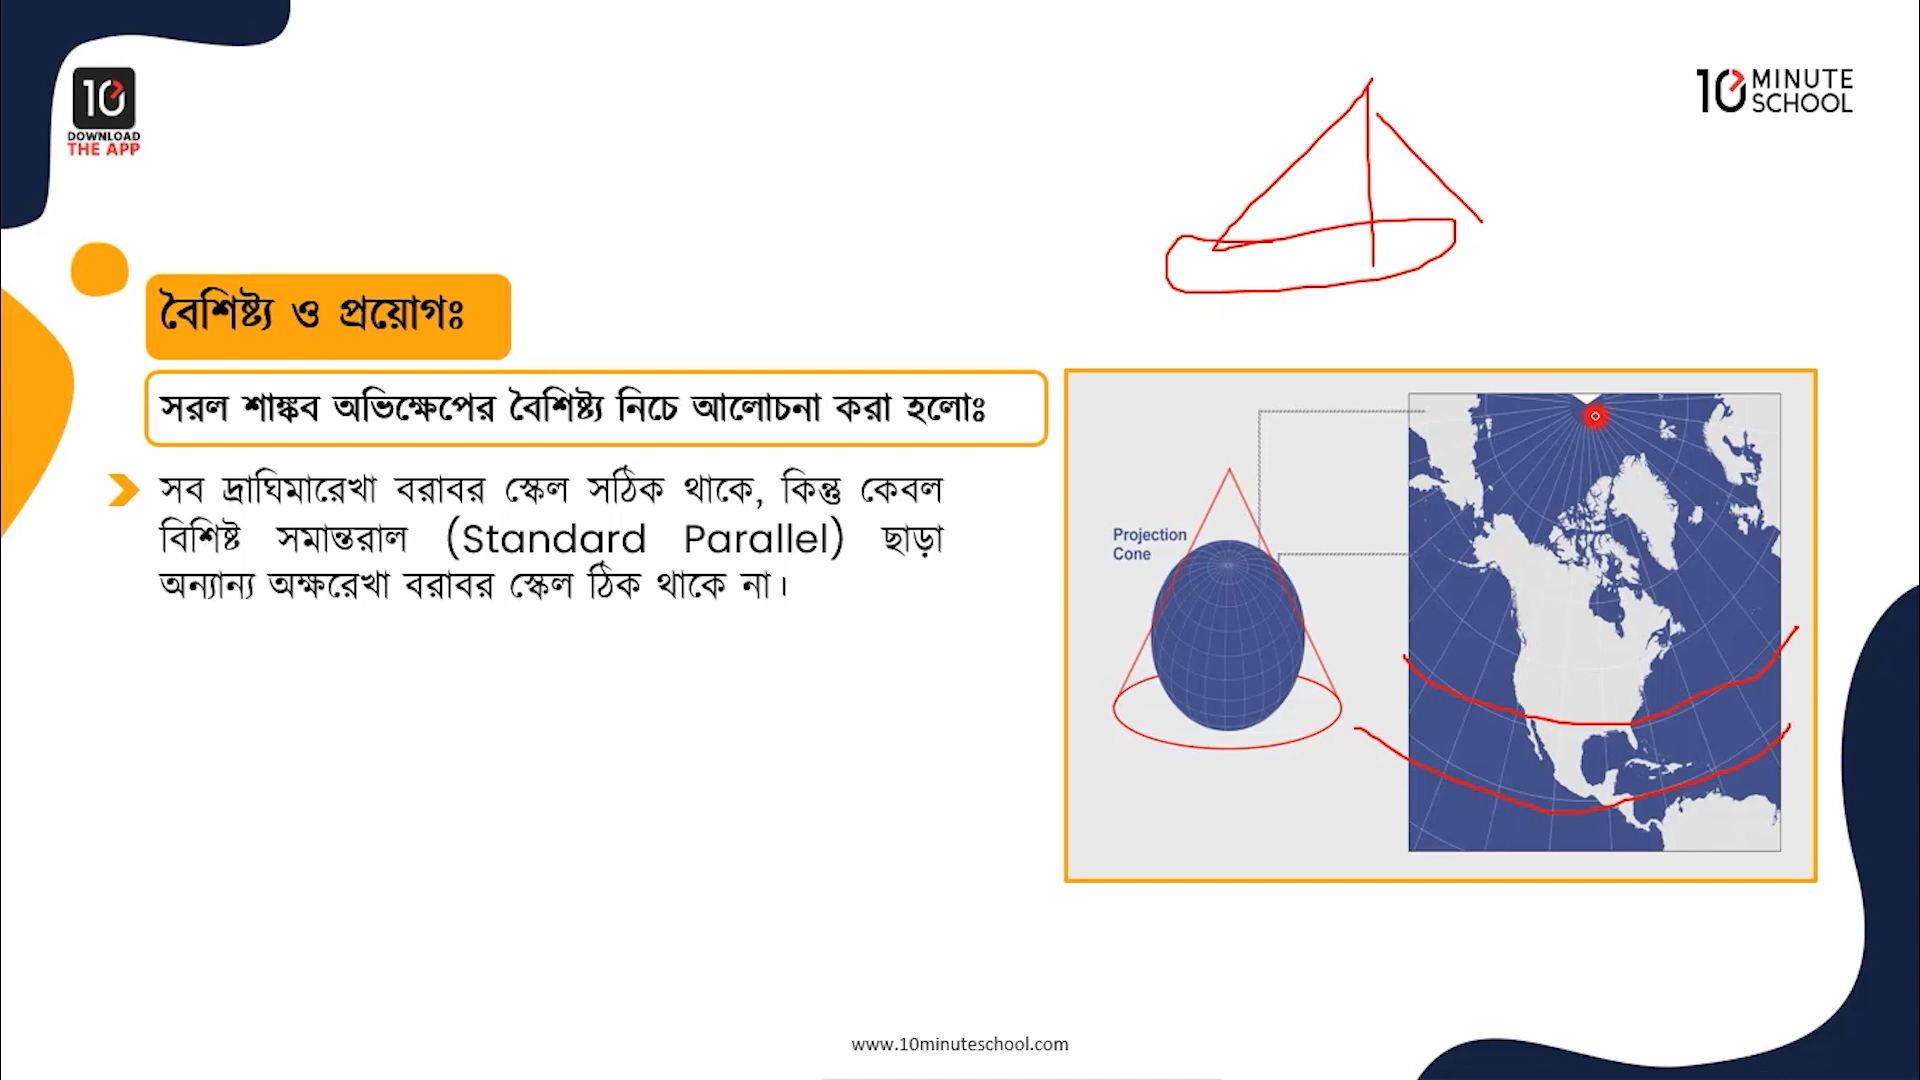 10
DOWNLOAD
THE APP
10 MINUTE
SCHOOL
বৈশিষ্ট্য ও প্রয়োগঃ
সরল শাঙ্কব অভিক্ষেপের বৈশিষ্ট্য নিচে আলোচনা করা হলোঃ
সব দ্রাঘিমারেখা বরাবর স্কেল সঠিক থাকে, কিন্তু কেবল
বিশিষ্ট সমান্তরাল (Standard Parallel) ছাড়া
অন্যান্য অক্ষরেখা বরাবর স্কেল ঠিক থাকে না।
Projection
Cone
www.10minuteschool.com